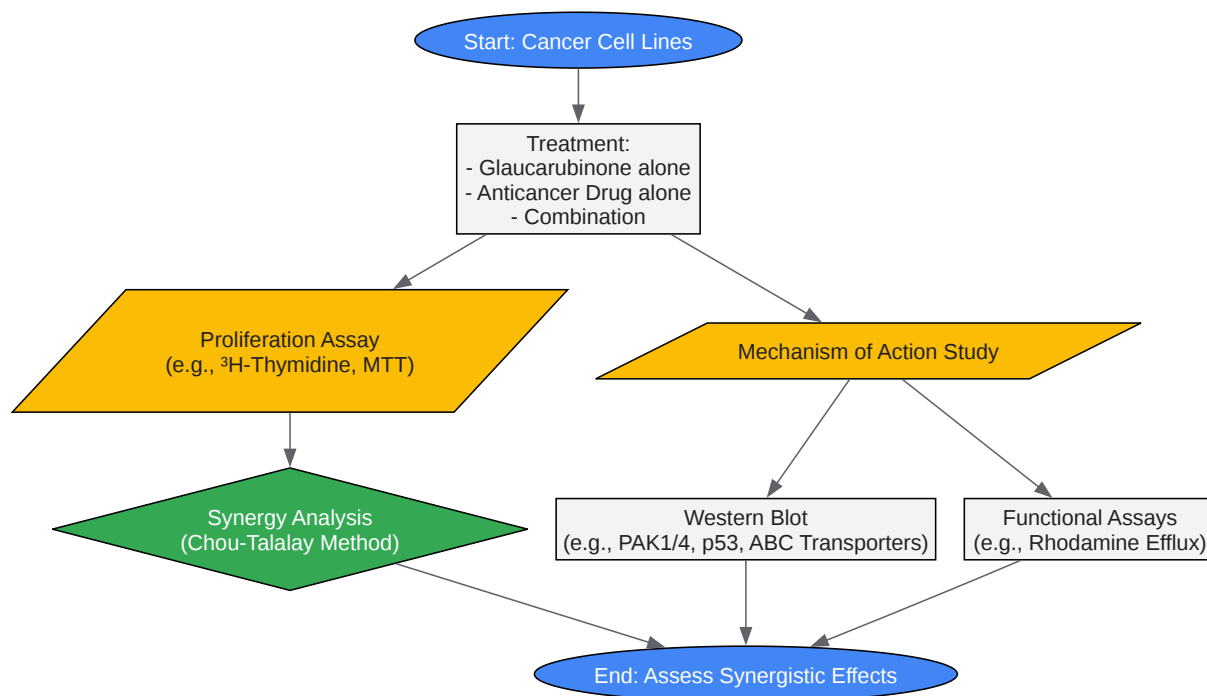 Start: Cancer Cell Lines
Treatment:
- Glaucarubinone alone
- Anticancer Drug alone
- Combination
Proliferation Assay
(e.g., ³H-Thymidine, MTT)
Mechanism of Action Study
Synergy Analysis
(Chou-Talalay Method)
Western Blot
(e.g., PAK1/4, p53, ABC Transporters)
Functional Assays
(e.g., Rhodamine Efflux)
End: Assess Synergistic Effects